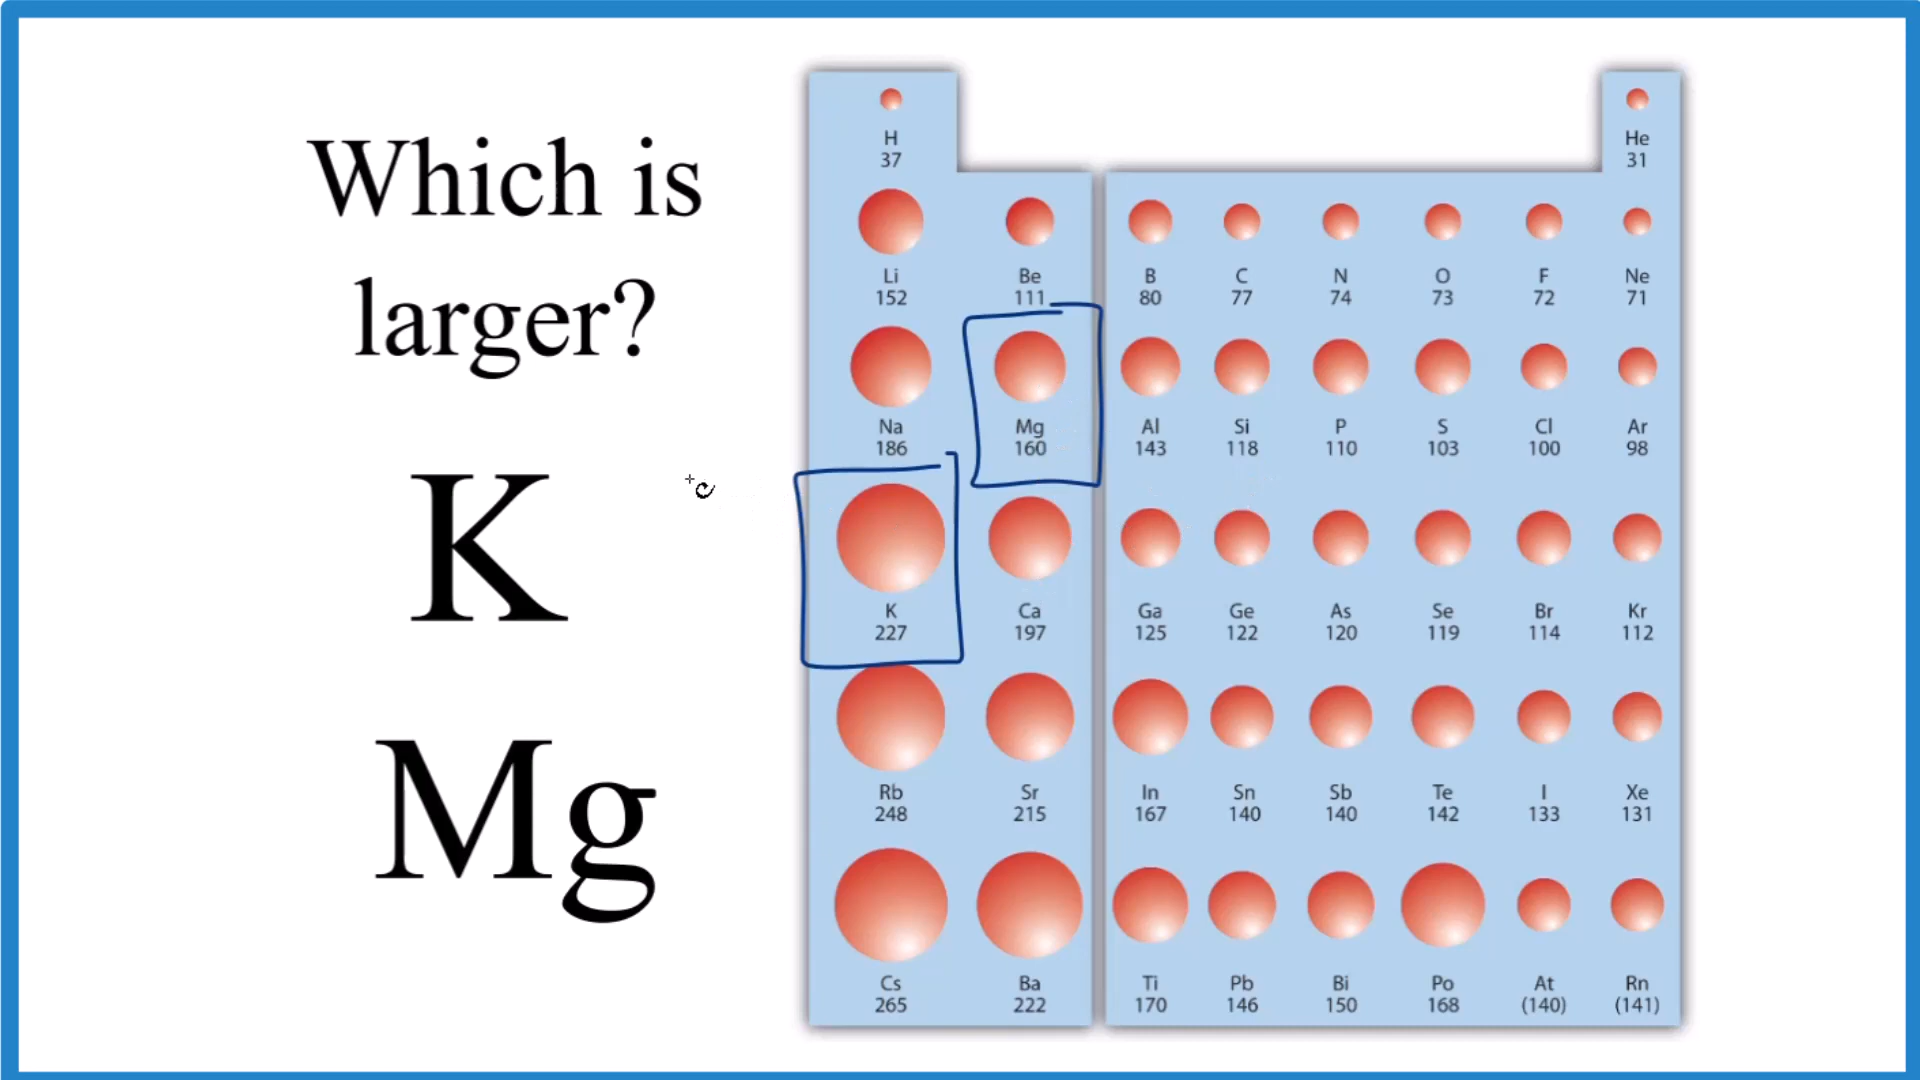 Which is
larger?
K
Mg
H He
37 31
Li Be B C N O F Ne
152 111 80 77 74 73 72 71
Na Mg Al Si P S Cl Ar
186 160 143 118 110 103 100 98
K Ca Ga Ge As Se Br Kr
227 197 125 122 120 119 114 112
Rb Sr In Sn Sb Te I Xe
248 215 167 140 140 142 133 131
Cs Ba Ti Pb Bi Po At Rn
265 222 170 146 150 168 (140) (141)